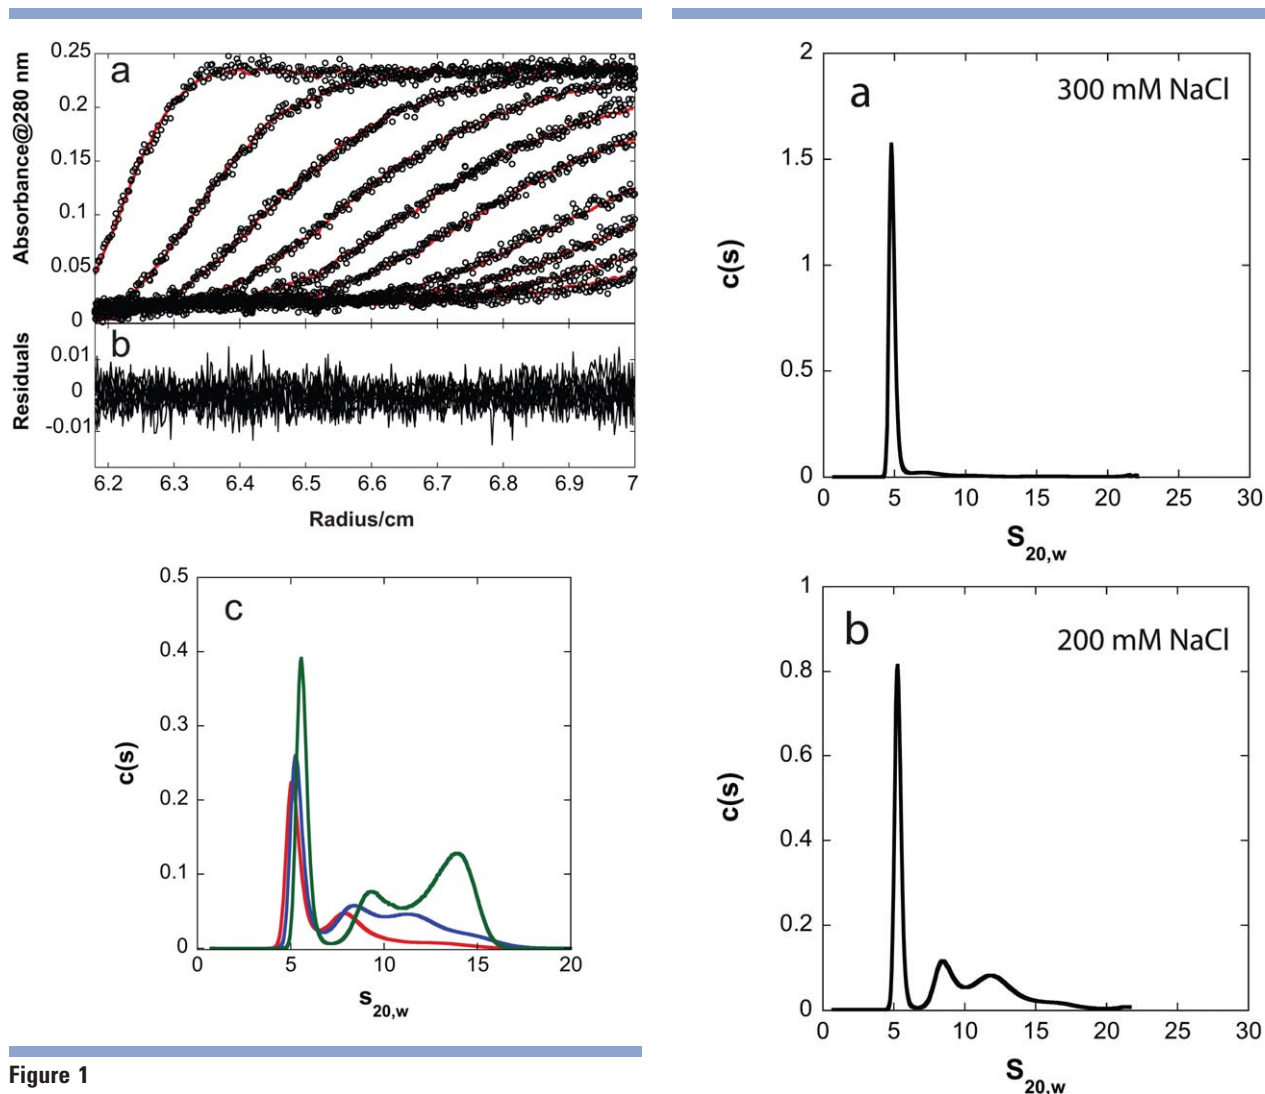 a
0.25
0.2
0.15
0.1
0.05
0
Absorbance@280 nm
b
0.01
0
-0.01
Residuals
6.2 6.3 6.4 6.5 6.6 6.7 6.8 6.9 7
Radius/cm
c
0.5
0.4
0.3
0.2
0.1
0
c(s)
0 5 10 15 20
s20,w
Figure 1
a
300 mM NaCl
2
1.5
1
0.5
0
c(s)
0 5 10 15 20 25 30
S20,w
b
200 mM NaCl
1
0.8
0.6
0.4
0.2
0
c(s)
0 5 10 15 20 25 30
S20,w